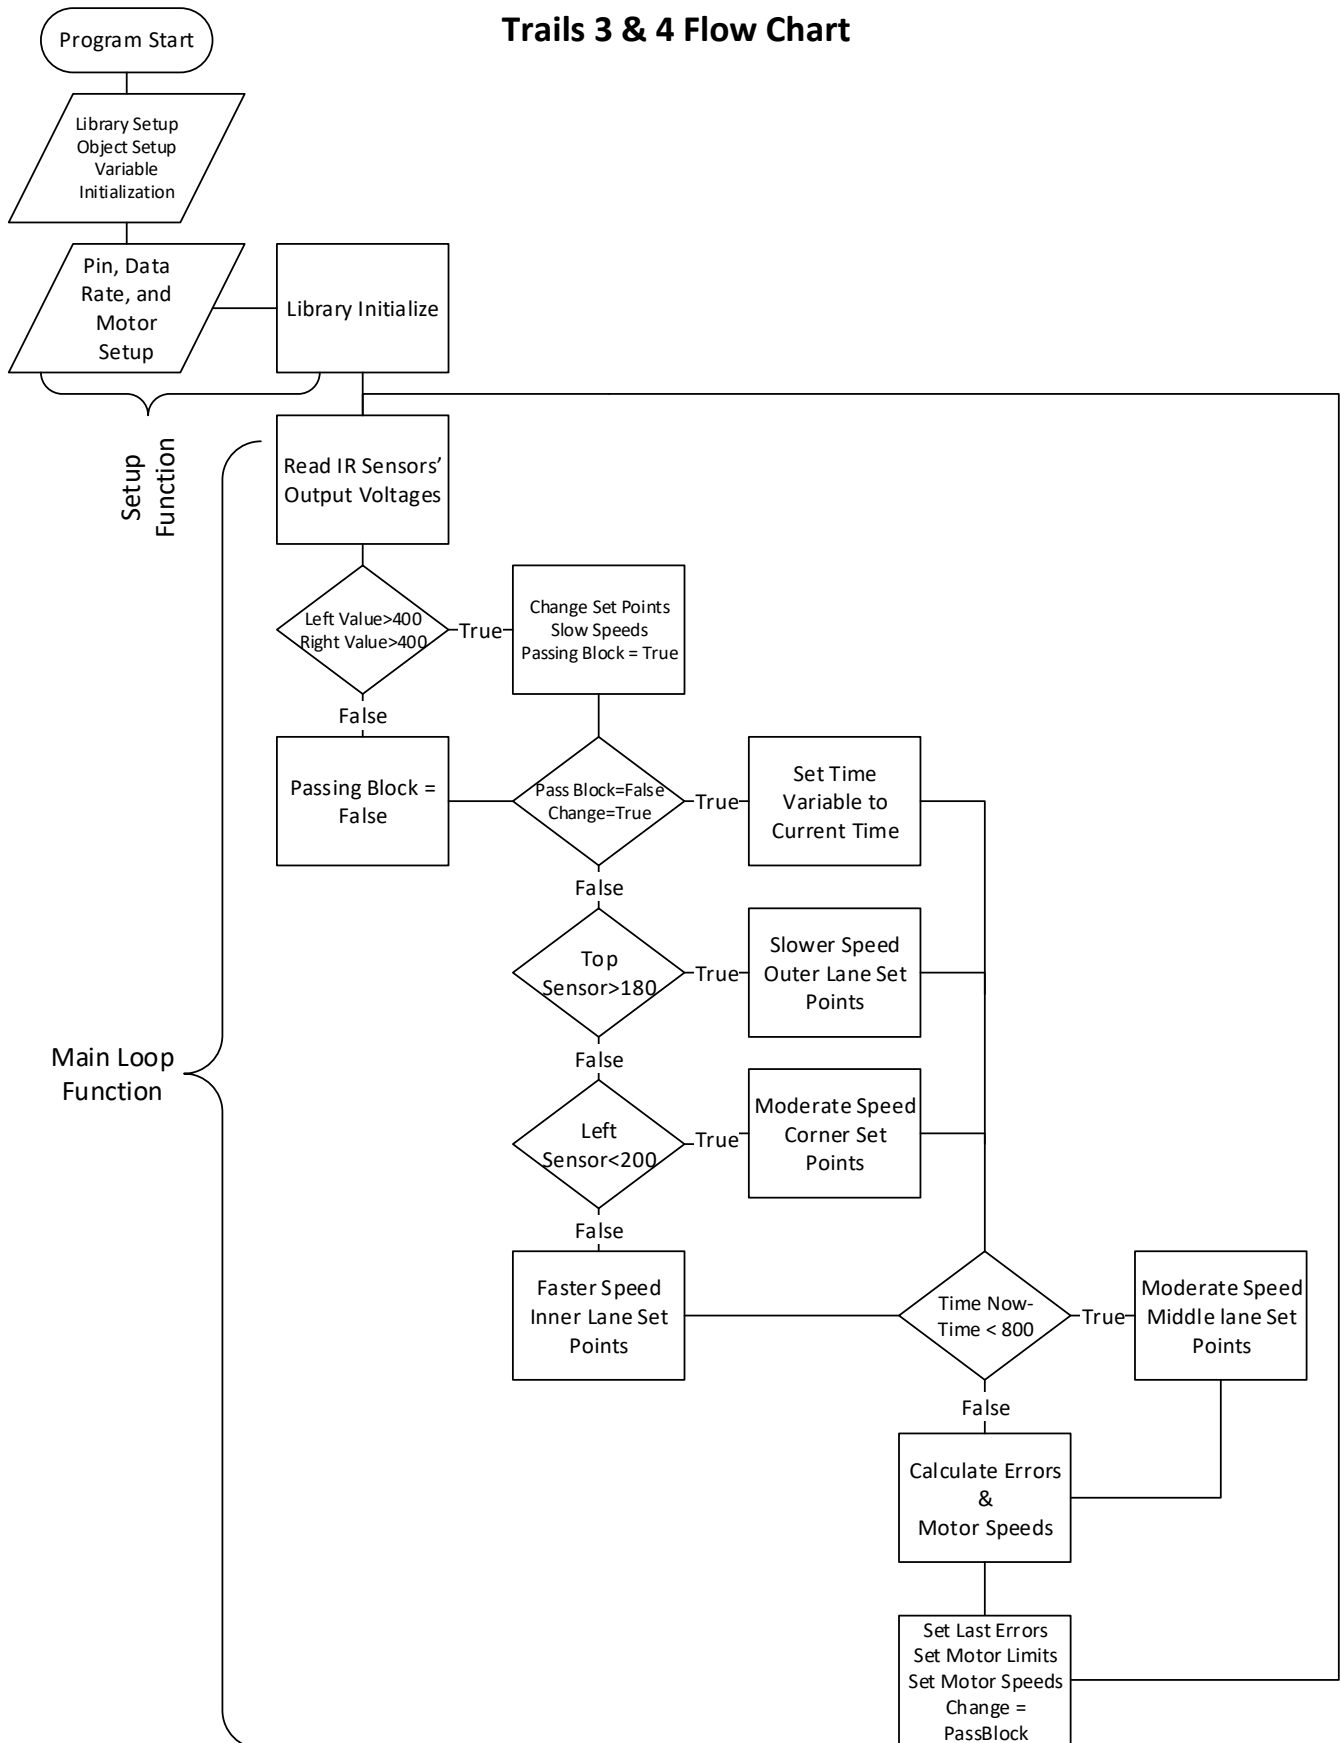 Trails 3 & 4 Flow Chart
Program Start
Library Setup
Object Setup
Variable
Initialization
Pin, Data
Rate, and
Motor
Setup
Library Initialize
Setup
Function
Read IR Sensors’
Output Voltages
Left Value>400
Right Value>400
True
Change Set Points
Slow Speeds
Passing Block = True
False
Passing Block =
False
Pass Block=False
Change=True
True
Set Time
Variable to
Current Time
False
Top
Sensor>180
True
Slower Speed
Outer Lane Set
Points
False
Main Loop
Function
Left
Sensor<200
True
Moderate Speed
Corner Set
Points
False
Faster Speed
Inner Lane Set
Points
Time Now-
Time < 800
True
Moderate Speed
Middle lane Set
Points
False
Calculate Errors
&
Motor Speeds
Set Last Errors
Set Motor Limits
Set Motor Speeds
Change =
PassBlock